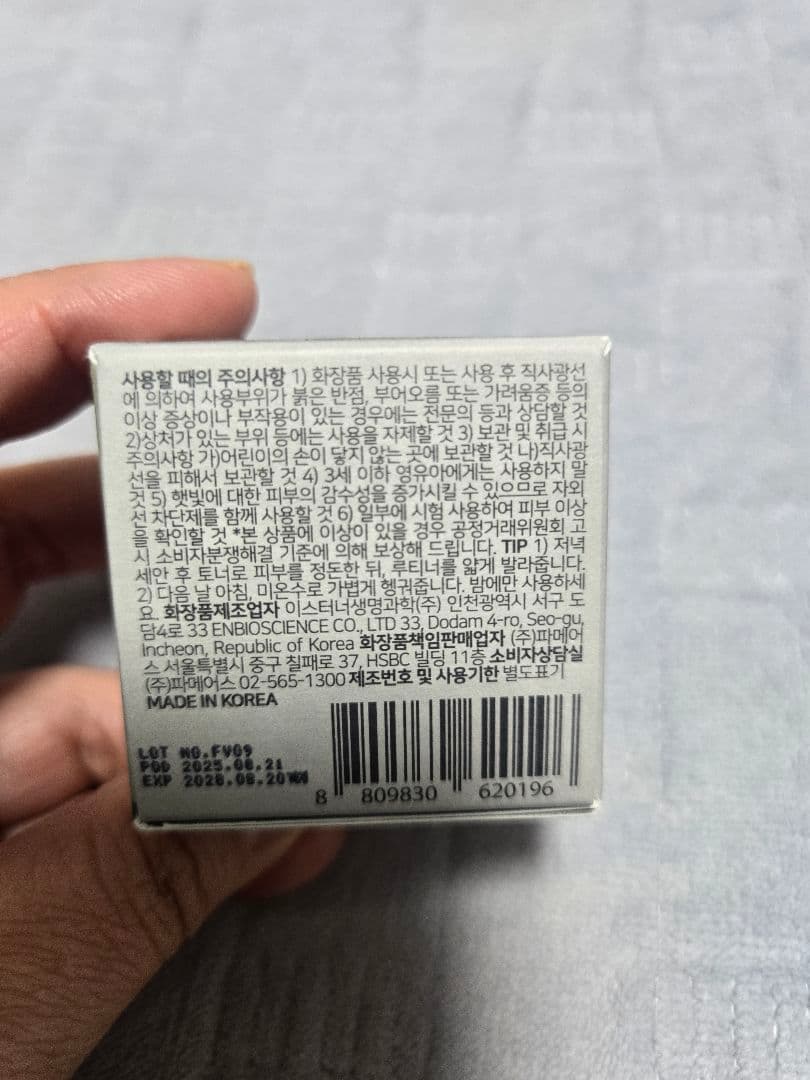 사용할 때의 주의사항 1) 화장품 사용시 또는 사용 후 직사광선
에 의하여 사용부위가 붉은 반점, 부어오름 또는 가려움증 등의
이상 증상이나 부작용이 있는 경우에는 전문의 등과 상담할 것
2)상처가 있는 부위 등에는 사용을 자제할 것 3) 보관 및 취급 시
주의사항 가)어린이의 손이 닿지 않는 곳에 보관할 것 나)직사광
선을 피해서 보관할 것 4) 3세 이하 영유아에게는 사용하지 말
것 5) 햇빛에 대한 피부의 감수성을 증가시킬 수 있으므로 자외
선 차단제를 함께 사용할 것 6) 일부에 시험 사용하여 피부 이상
을 확인할 것 *본 상품에 이상이 있을 경우 공정거래위원회 고
시 소비자분쟁해결 기준에 의해 보상해 드립니다. TIP 1) 저녁
세안 후 토너로 피부를 정돈한 뒤, 루티너를 얇게 발라줍니다.
2) 다음 날 아침, 미온수로 가볍게 헹궈줍니다. 밤에만 사용하세
요. 화장품제조업자 이스터너생명과학(주) 인천광역시 서구 도
담4로 33 ENBIOSCIENCE CO., LTD 33, Dodam 4-ro, Seo-gu,
Incheon, Republic of Korea 화장품책임판매업자 (주)파메어
스 서울특별시 중구 칠패로 37, HSBC 빌딩 11층 소비자상담실
(주)파메어스 02-565-1300 제조번호 및 사용기한 별도표기
MADE IN KOREA
LOT NO.FV09
PDD 2025.08.21
EXP 2028.08.20
8 809830 620196